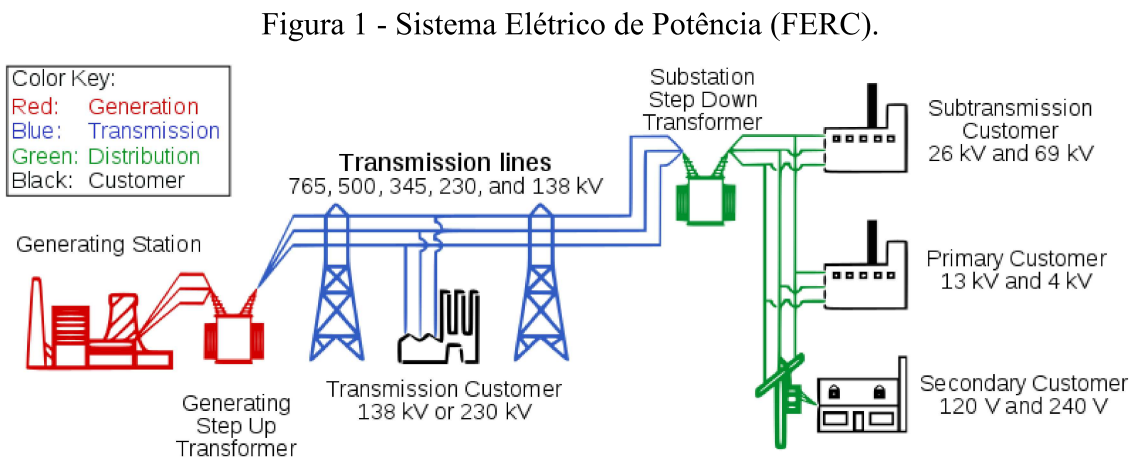 Figura 1 - Sistema Elétrico de Potência (FERC).
Color Key:
Red: Generation
Blue: Transmission
Green: Distribution
Black: Customer
Substation
Step Down
Transformer
Subtransmission
Customer
26 kV and 69 kV
Transmission lines
765, 500, 345, 230, and 138 kV
Generating Station
Primary Customer
13 kV and 4 kV
Transmission Customer
138 kV or 230 kV
Secondary Customer
120 V and 240 V
Generating
Step Up
Transformer